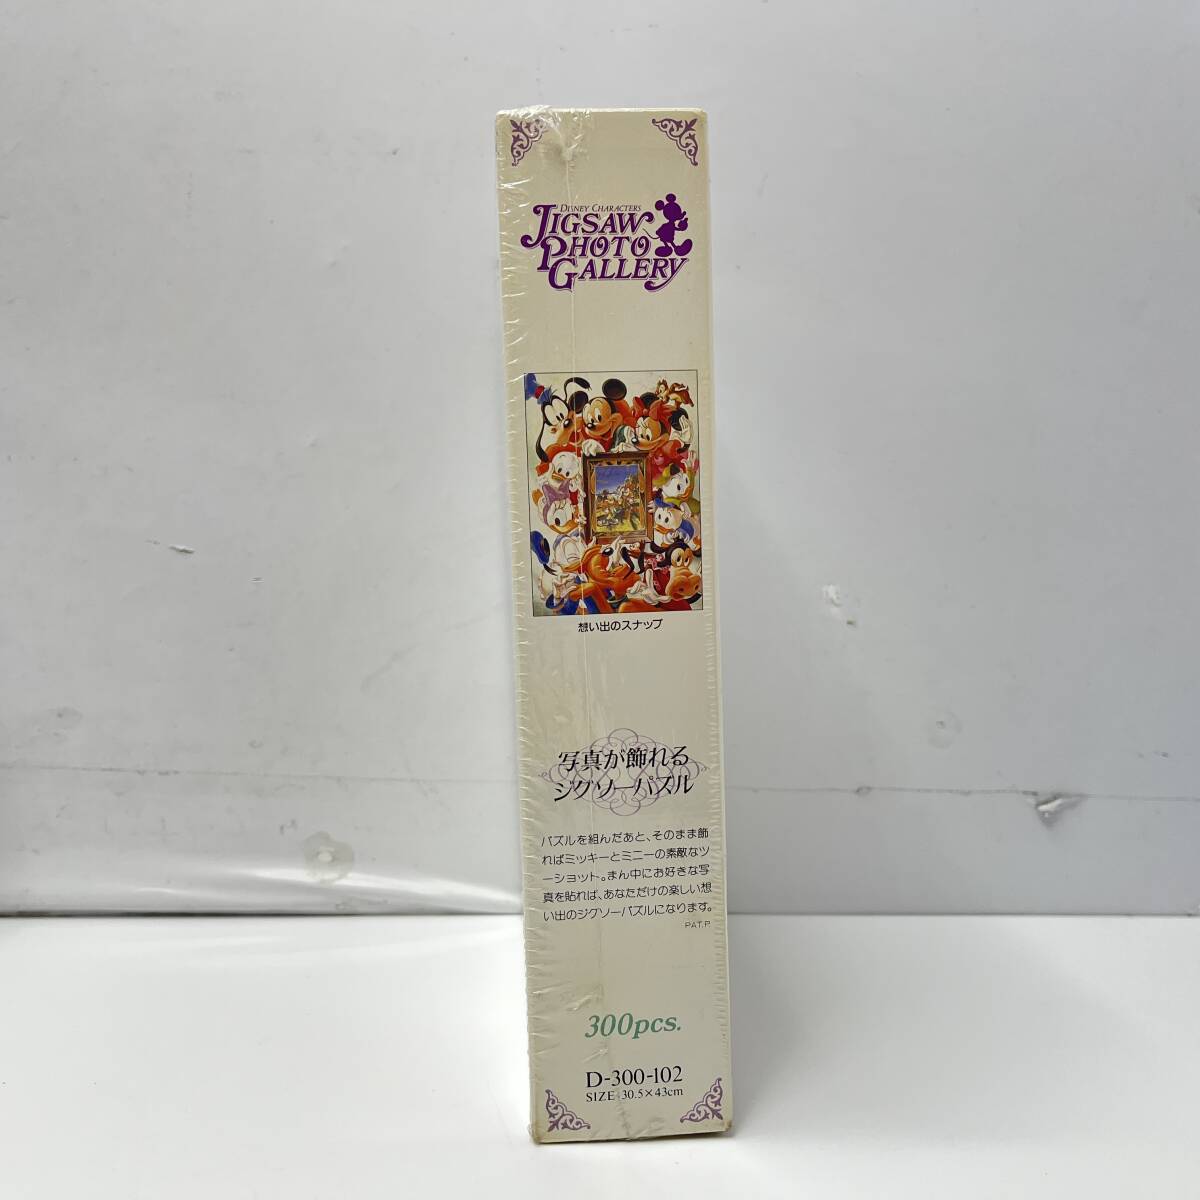 DISNEY CHARACTERS
JIGSAW
PHOTO
GALLERY
想い出のスナップ
写真が飾れる
ジグソーパズル
パズルを組んだあと、そのまま飾
ればミッキーとミニーの素敵なツ
ーショット。まん中にお好きな写
真を貼れば、あなただけの楽しい想
い出のジグソーパズルになります。
PAT.P.
300pcs.
D-300-102
SIZE 30.5×43cm